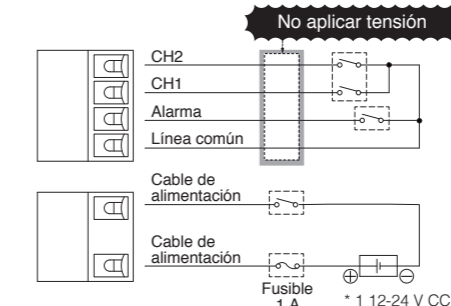 No aplicar tensión
CH2
CH1
Alarma
Línea común
Cable de
alimentación
Cable de
alimentación
Fusible
1 A
* 1 12-24 V CC